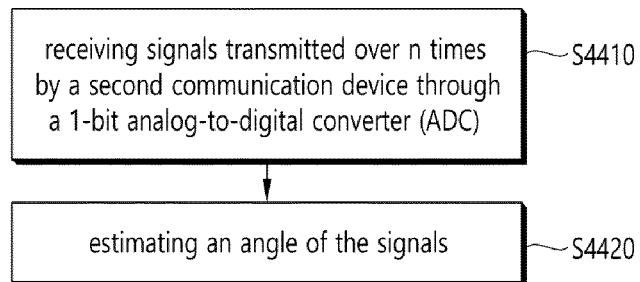 receiving signals transmitted over n times
by a second communication device through
a 1-bit analog-to-digital converter (ADC)
S4410
estimating an angle of the signals
S4420